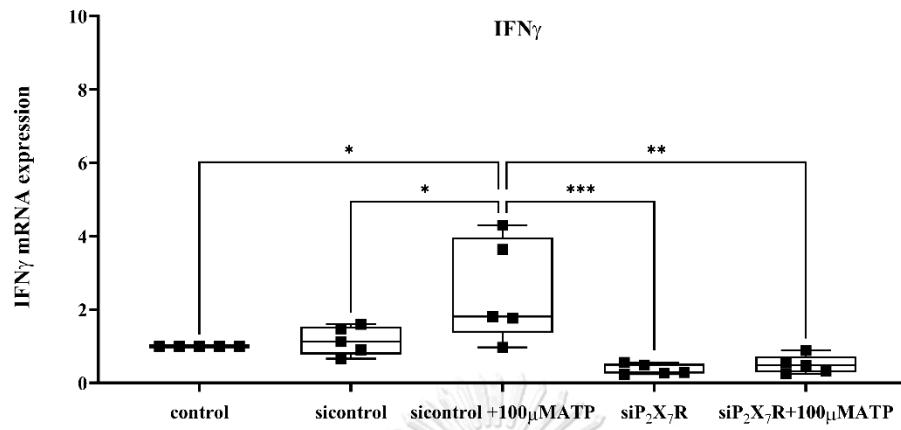 IFNγ
IFNγ mRNA expression
10
8
6
4
2
0
*
**
*
***
control
sicontrol
sicontrol +100μMATP
siP₂X₇R
siP₂X₇R+100μMATP